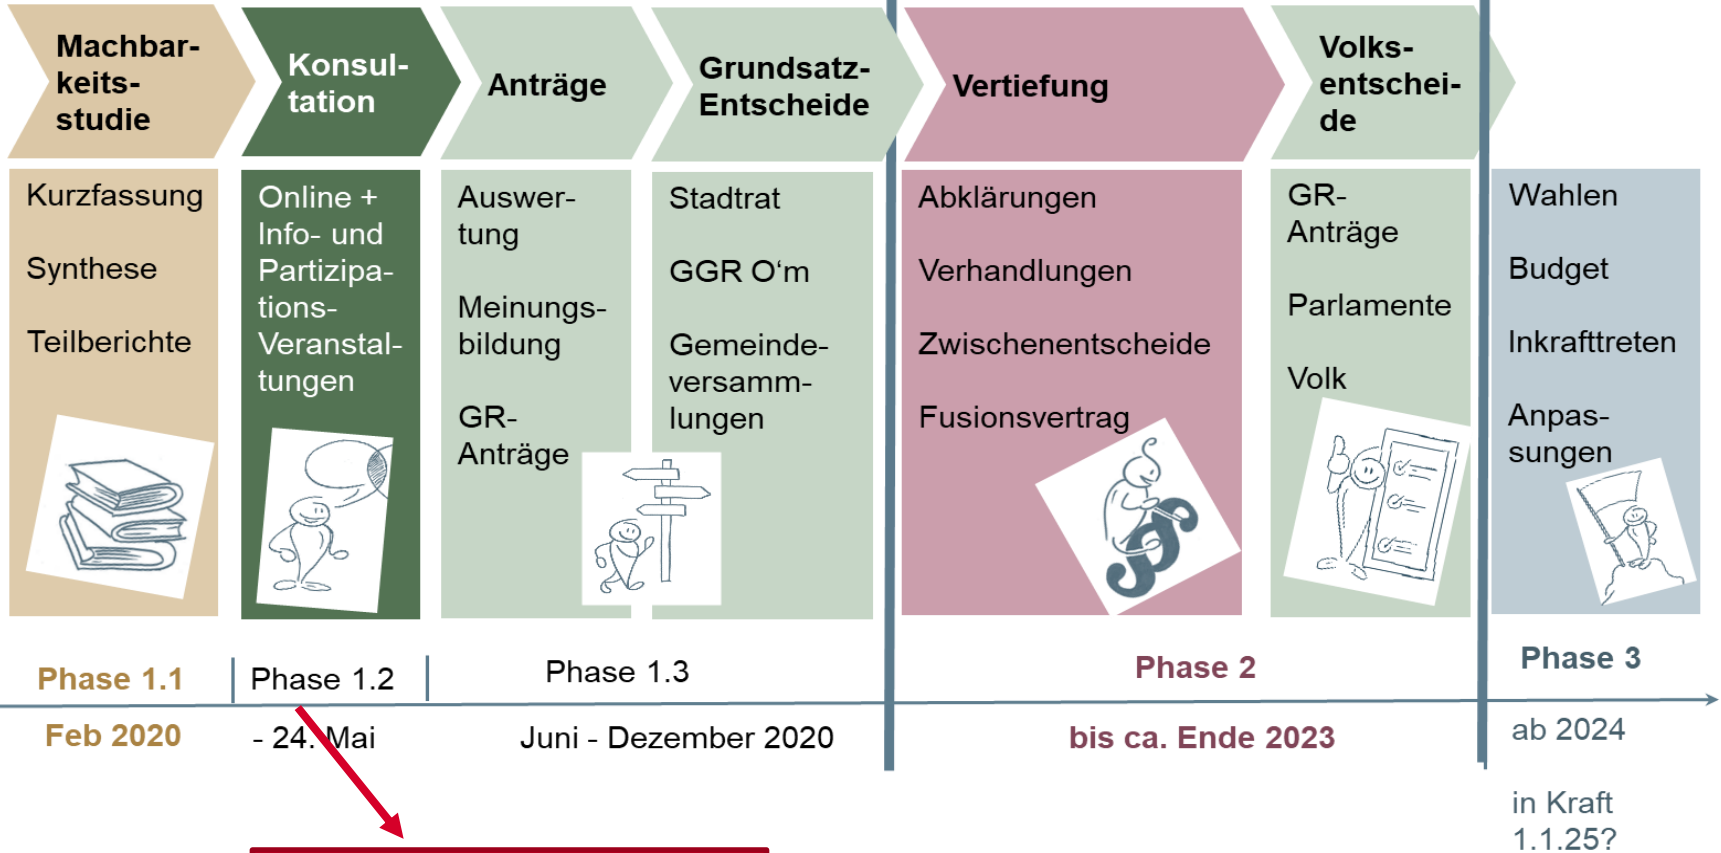 Machbar-
keits-
studie
Konsul-
tation
Anträge
Grundsatz-
Entscheide
Vertiefung
Volks-
entschei-
de
Kurzfassung
Synthese
Teilberichte
Online +
Info- und
Partizipa-
tions-
Veranstal-
tungen
Auswer-
tung
Meinungs-
bildung
GR-
Anträge
Stadtrat
GGR O‘m
Gemeinde-
versamm-
lungen
Abklärungen
Verhandlungen
Zwischenentscheide
Fusionsvertrag
GR-
Anträge
Parlamente
Volk
Wahlen
Budget
Inkrafttreten
Anpas-
sungen
Phase 1.1
Phase 1.2
Phase 1.3
Phase 2
Phase 3
Feb 2020
- 24. Mai
Juni - Dezember 2020
bis ca. Ende 2023
ab 2024
in Kraft
1.1.25?